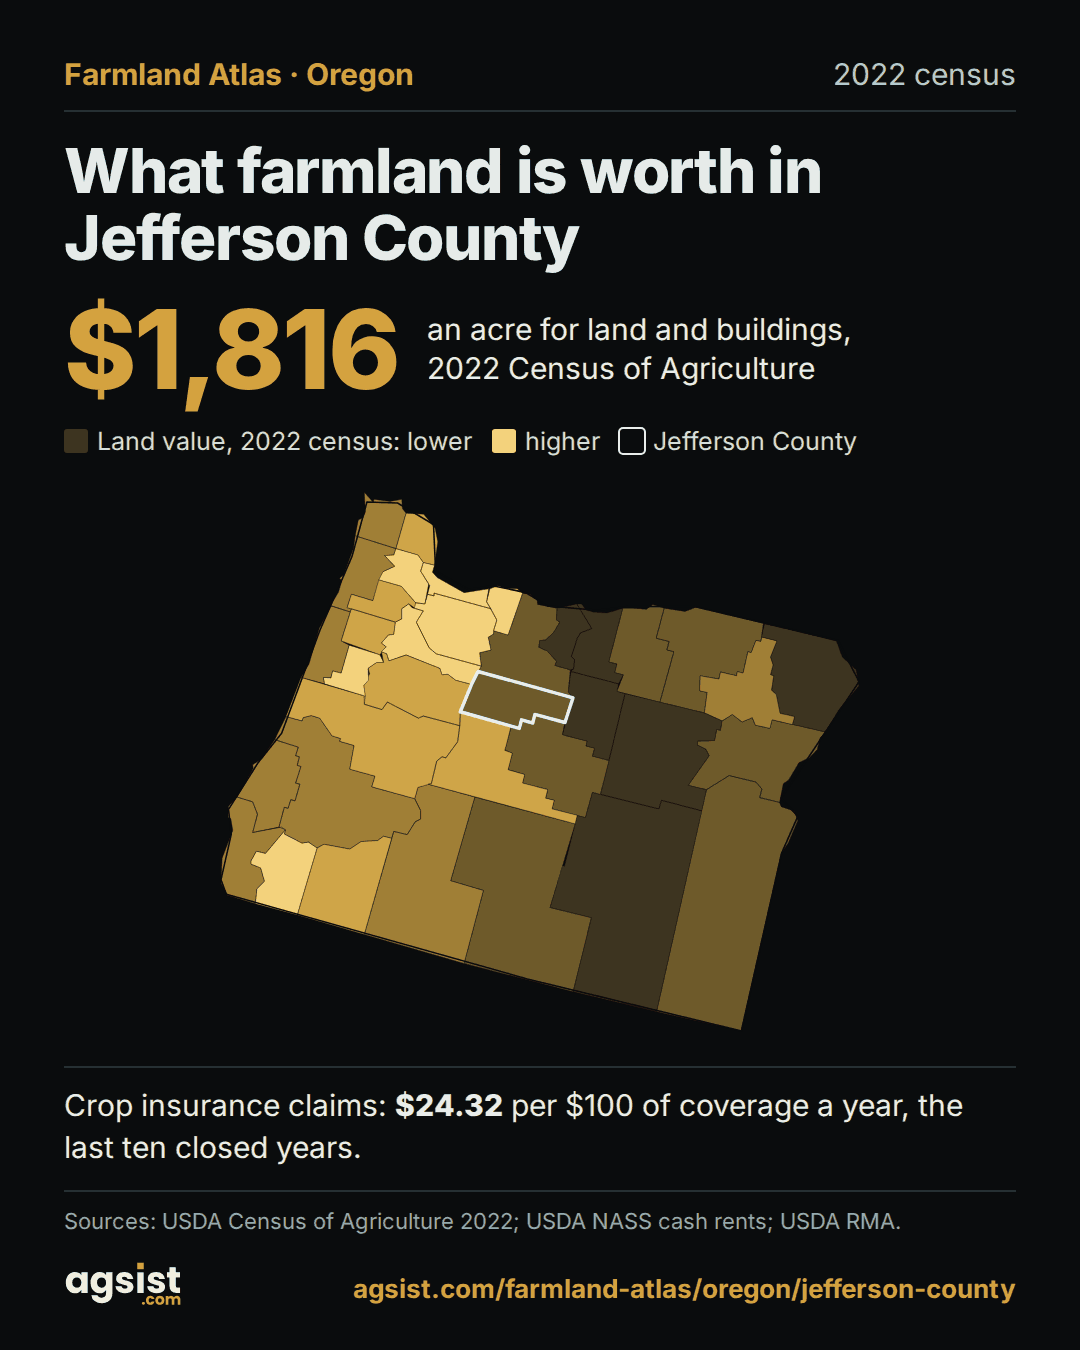 Farmland Atlas · Oregon
2022 census
What farmland is worth in
Jefferson County
$1,816
an acre for land and buildings,
2022 Census of Agriculture
Land value, 2022 census: lower
higher
Jefferson County
Crop insurance claims: $24.32 per $100 of coverage a year, the
last ten closed years.
Sources: USDA Census of Agriculture 2022; USDA NASS cash rents; USDA RMA.
agsist
.com
agsist.com/farmland-atlas/oregon/jefferson-county